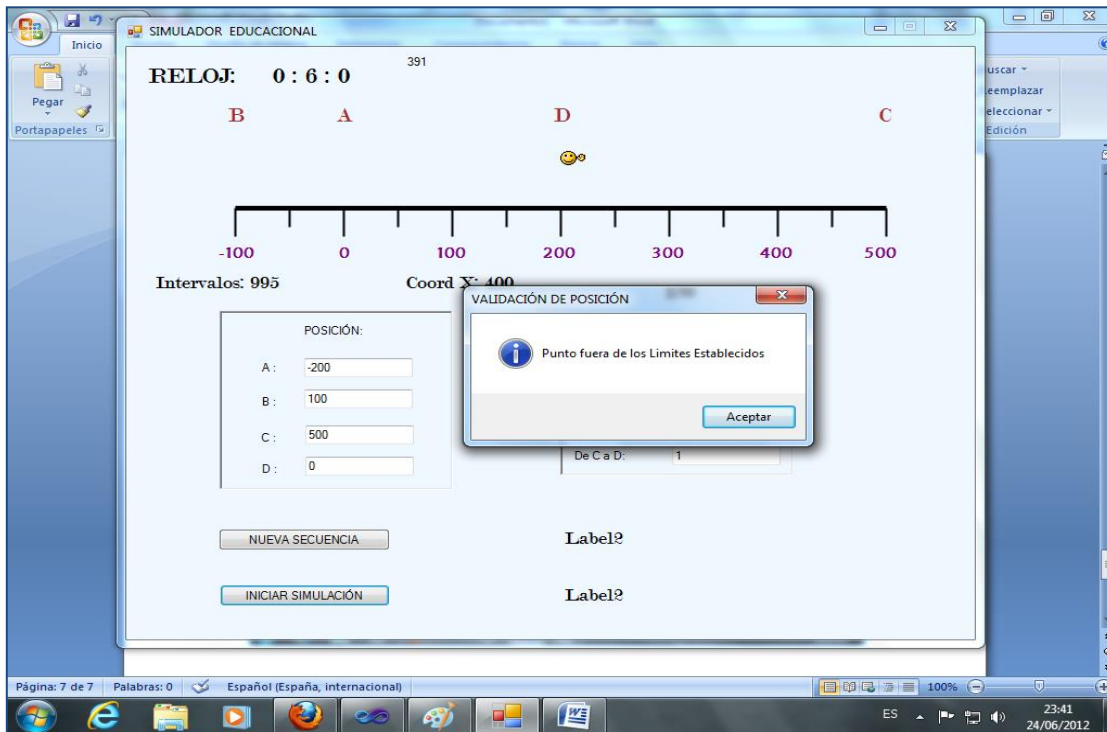 Inicio
Pegar
Portapapeles
SIMULADOR EDUCACIONAL
RELOJ: 0 : 6 : 0
391
B A D C
-100 0 100 200 300 400 500
Intervalos: 995 Coord X: 400
POSICIÓN:
A : -200
B : 100
C : 500
D : 0
VALIDACIÓN DE POSICIÓN
Punto fuera de los Limites Establecidos
Aceptar
De C a D: 1
NUEVA SECUENCIA
Label2
INICIAR SIMULACIÓN
Label2
uscar
eemplazar
eleccionar
Edición
Página: 7 de 7 Palabras: 0 Español (España, internacional) 100%
ES 23:41
24/06/2012